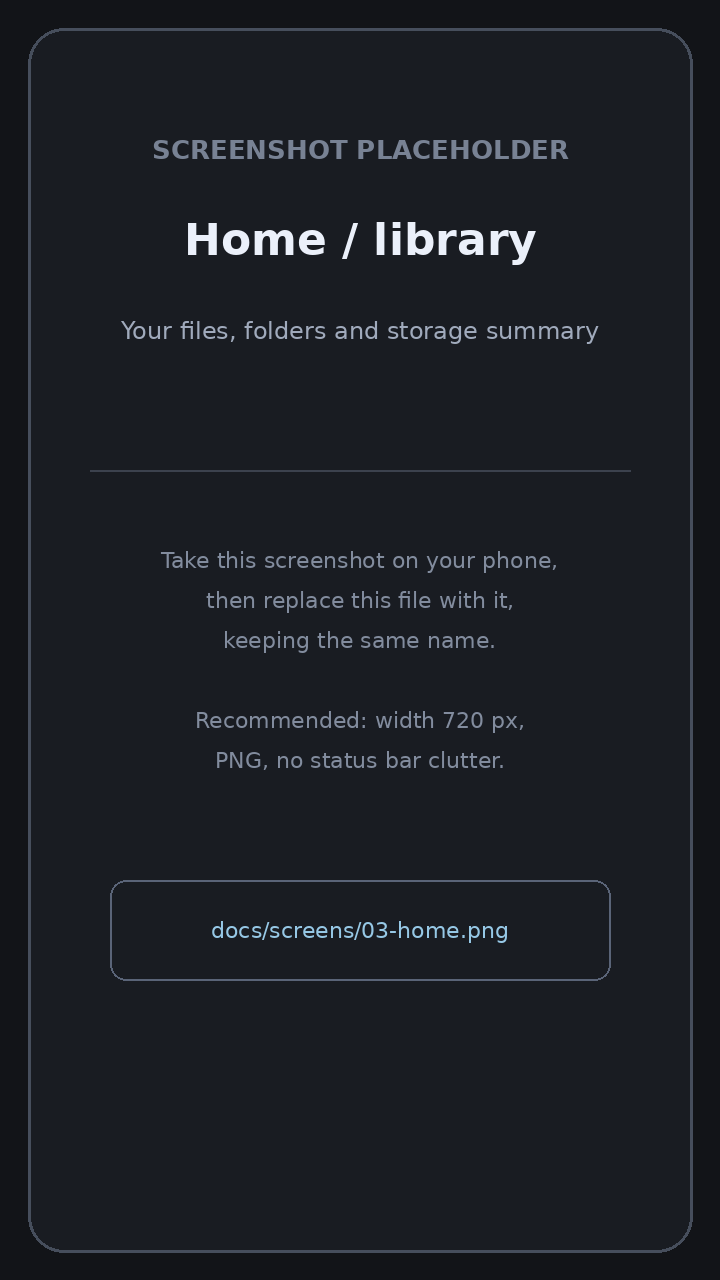 SCREENSHOT PLACEHOLDER
Home / library
Your files, folders and storage summary
Take this screenshot on your phone,
then replace this file with it,
keeping the same name.
Recommended: width 720 px,
PNG, no status bar clutter.
docs/screens/03-home.png